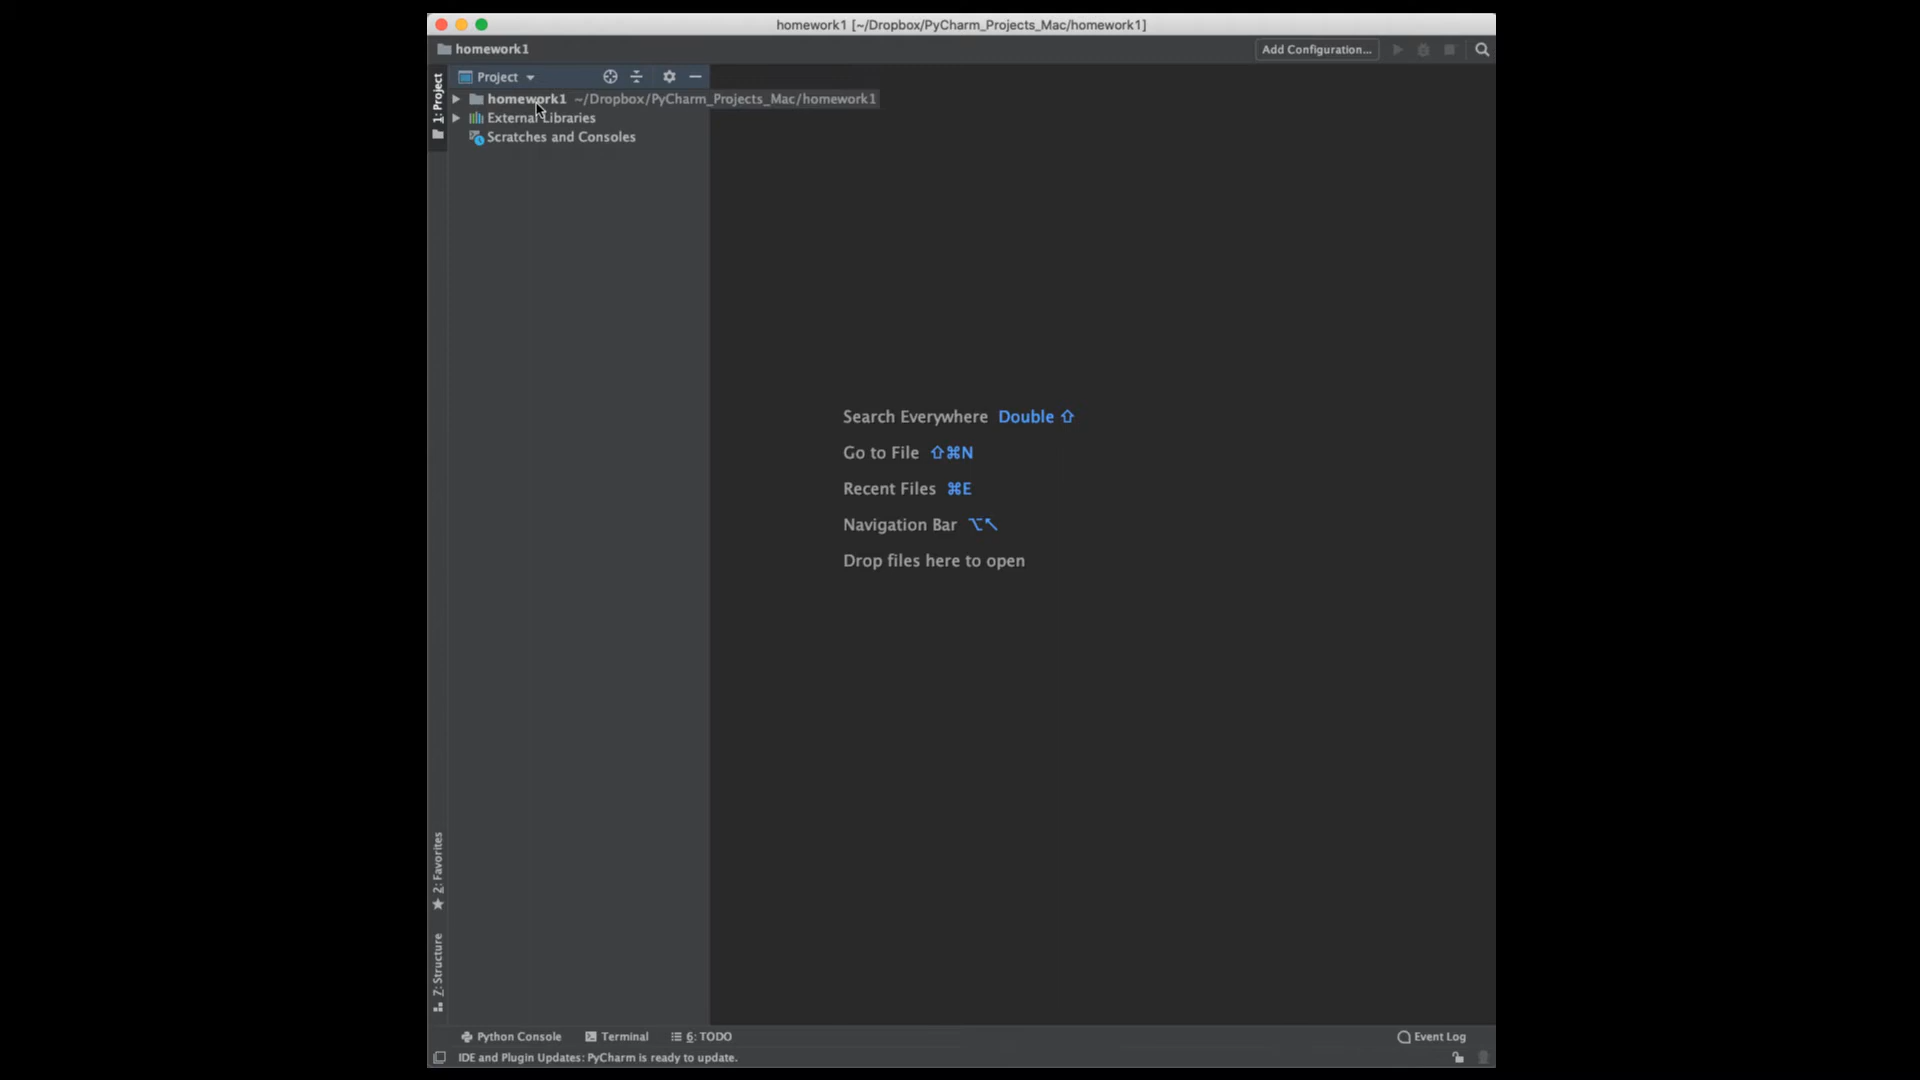 homework1 [~/Dropbox/PyCharm_Projects_Mac/homework1]
homework1
Add Configuration...
1: Project
Project
homework1 ~/Dropbox/PyCharm_Projects_Mac/homework1
External Libraries
Scratches and Consoles
Search Everywhere Double ⇧
Go to File ⇧⌘N
Recent Files ⌘E
Navigation Bar ⌥↖
Drop files here to open
2: Favorites
7: Structure
Python Console
Terminal
6: TODO
Event Log
IDE and Plugin Updates: PyCharm is ready to update.